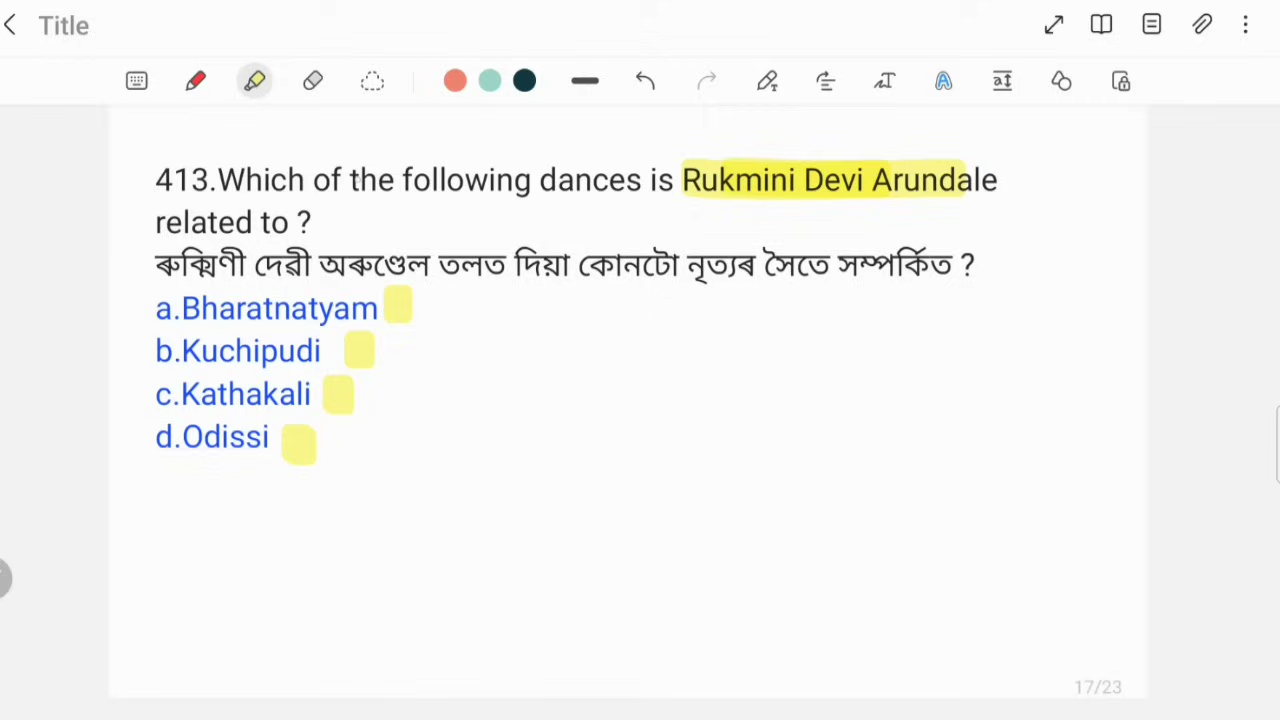 Title
413.Which of the following dances is Rukmini Devi Arundale
related to ?
ৰুক্মিণী দেৱী অৰুণ্ডেল তলত দিয়া কোনটো নৃত্যৰ সৈতে সম্পৰ্কিত ?
a.Bharatnatyam
b.Kuchipudi
c.Kathakali
d.Odissi
17/23